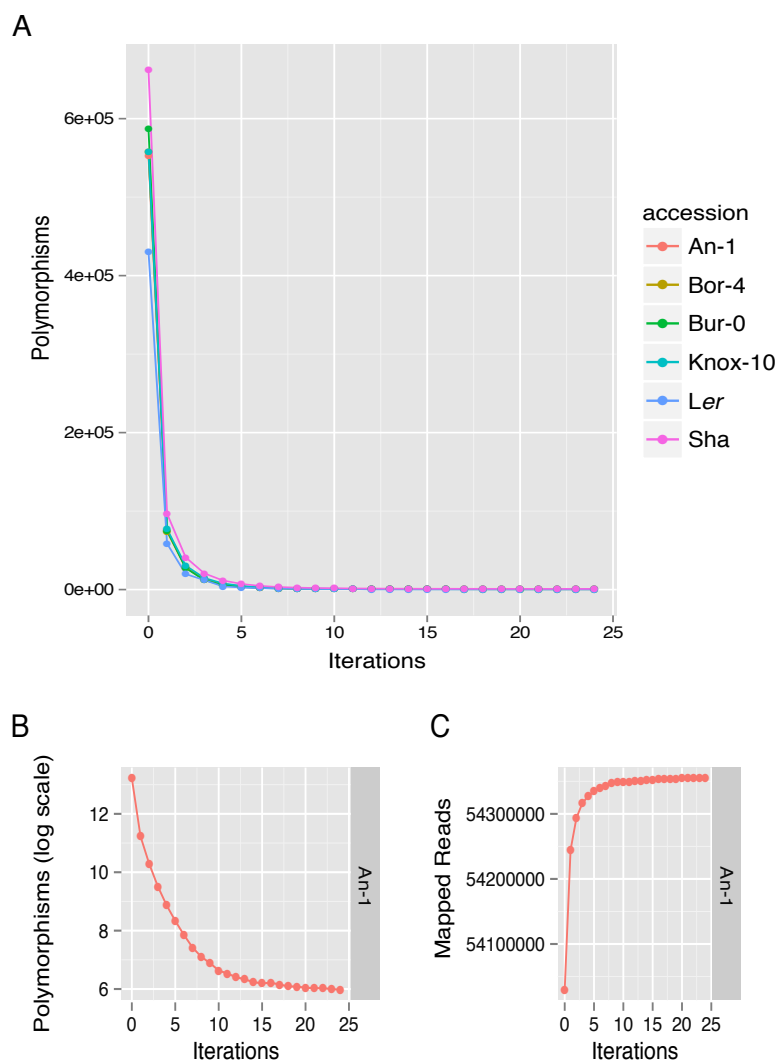 A
Polymorphisms
6e+05
4e+05
2e+05
0e+00
0 5 10 15 20 25
Iterations
accession
An-1
Bor-4
Bur-0
Knox-10
Ler
Sha
B
Polymorphisms (log scale)
12
10
8
6
0 5 10 15 20 25
Iterations
An-1
C
Mapped Reads
54300000
54200000
54100000
0 5 10 15 20 25
Iterations
An-1